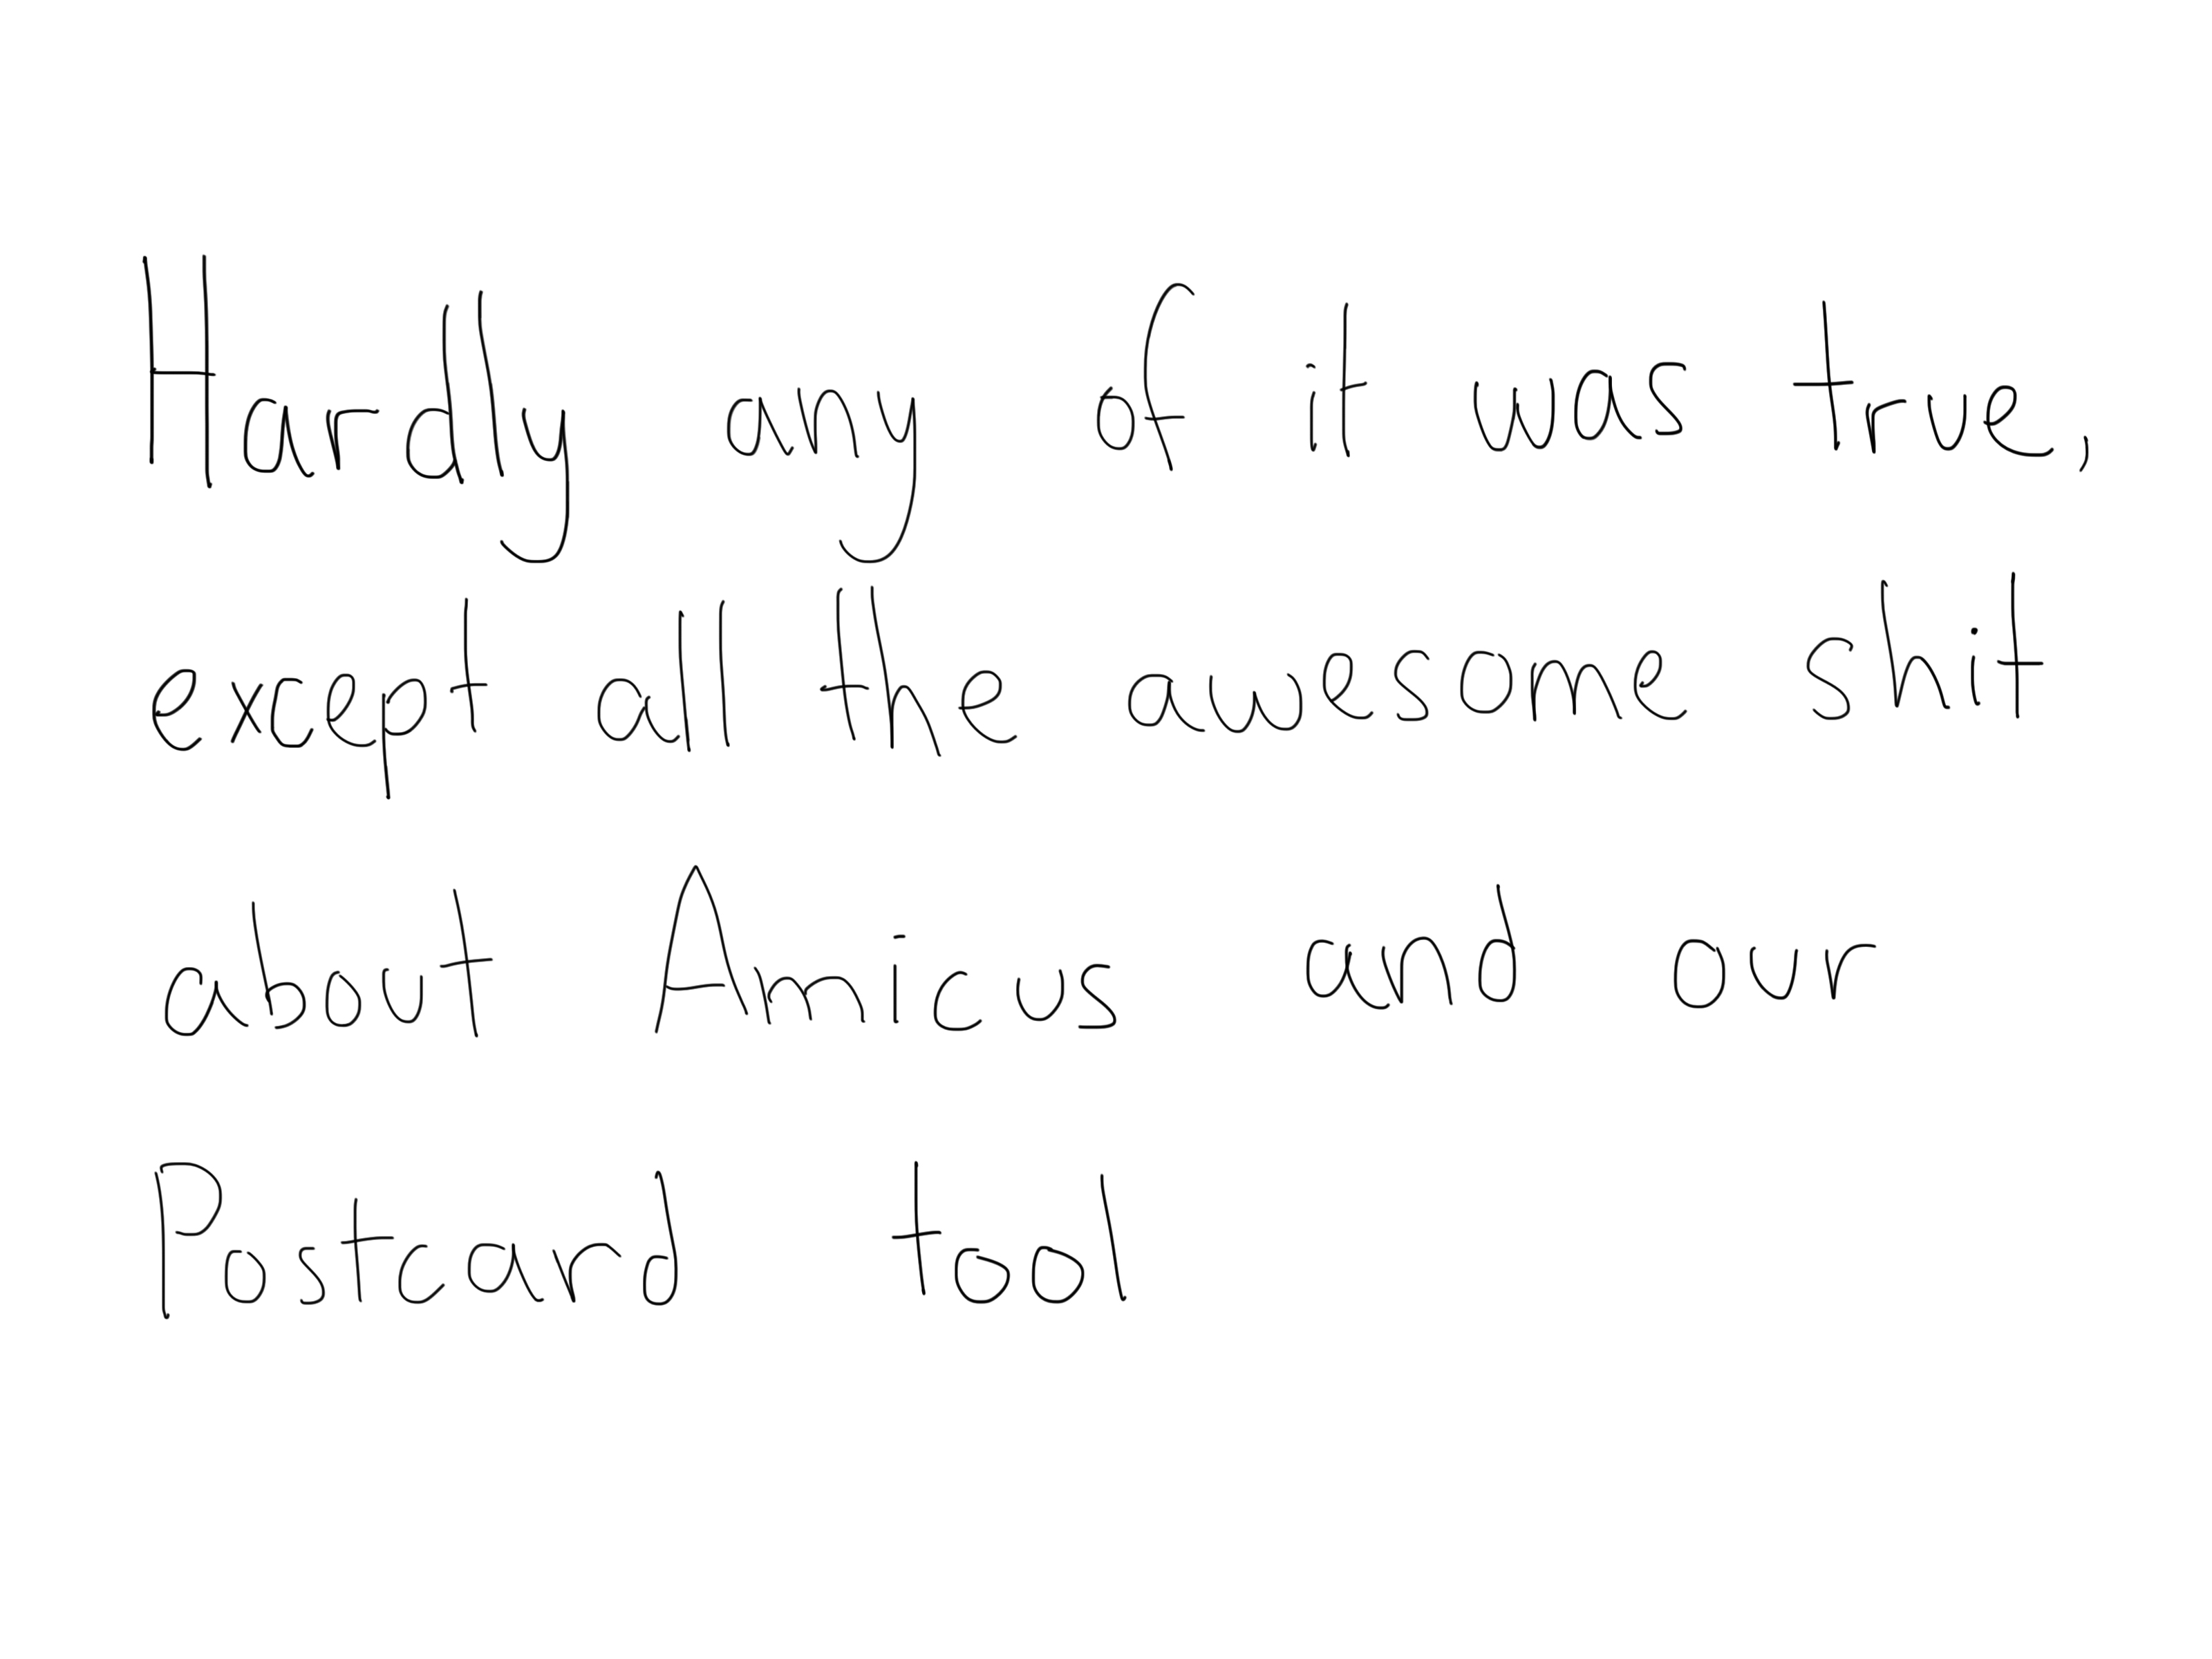 Hardly any of it was true,
except all the awesome shit
about Amicus and our
Postcard tool